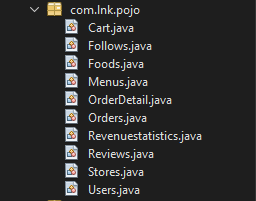 com.lnk.pojo
Cart.java
Follows.java
Foods.java
Menus.java
OrderDetail.java
Orders.java
Revenuestatistics.java
Reviews.java
Stores.java
Users.java